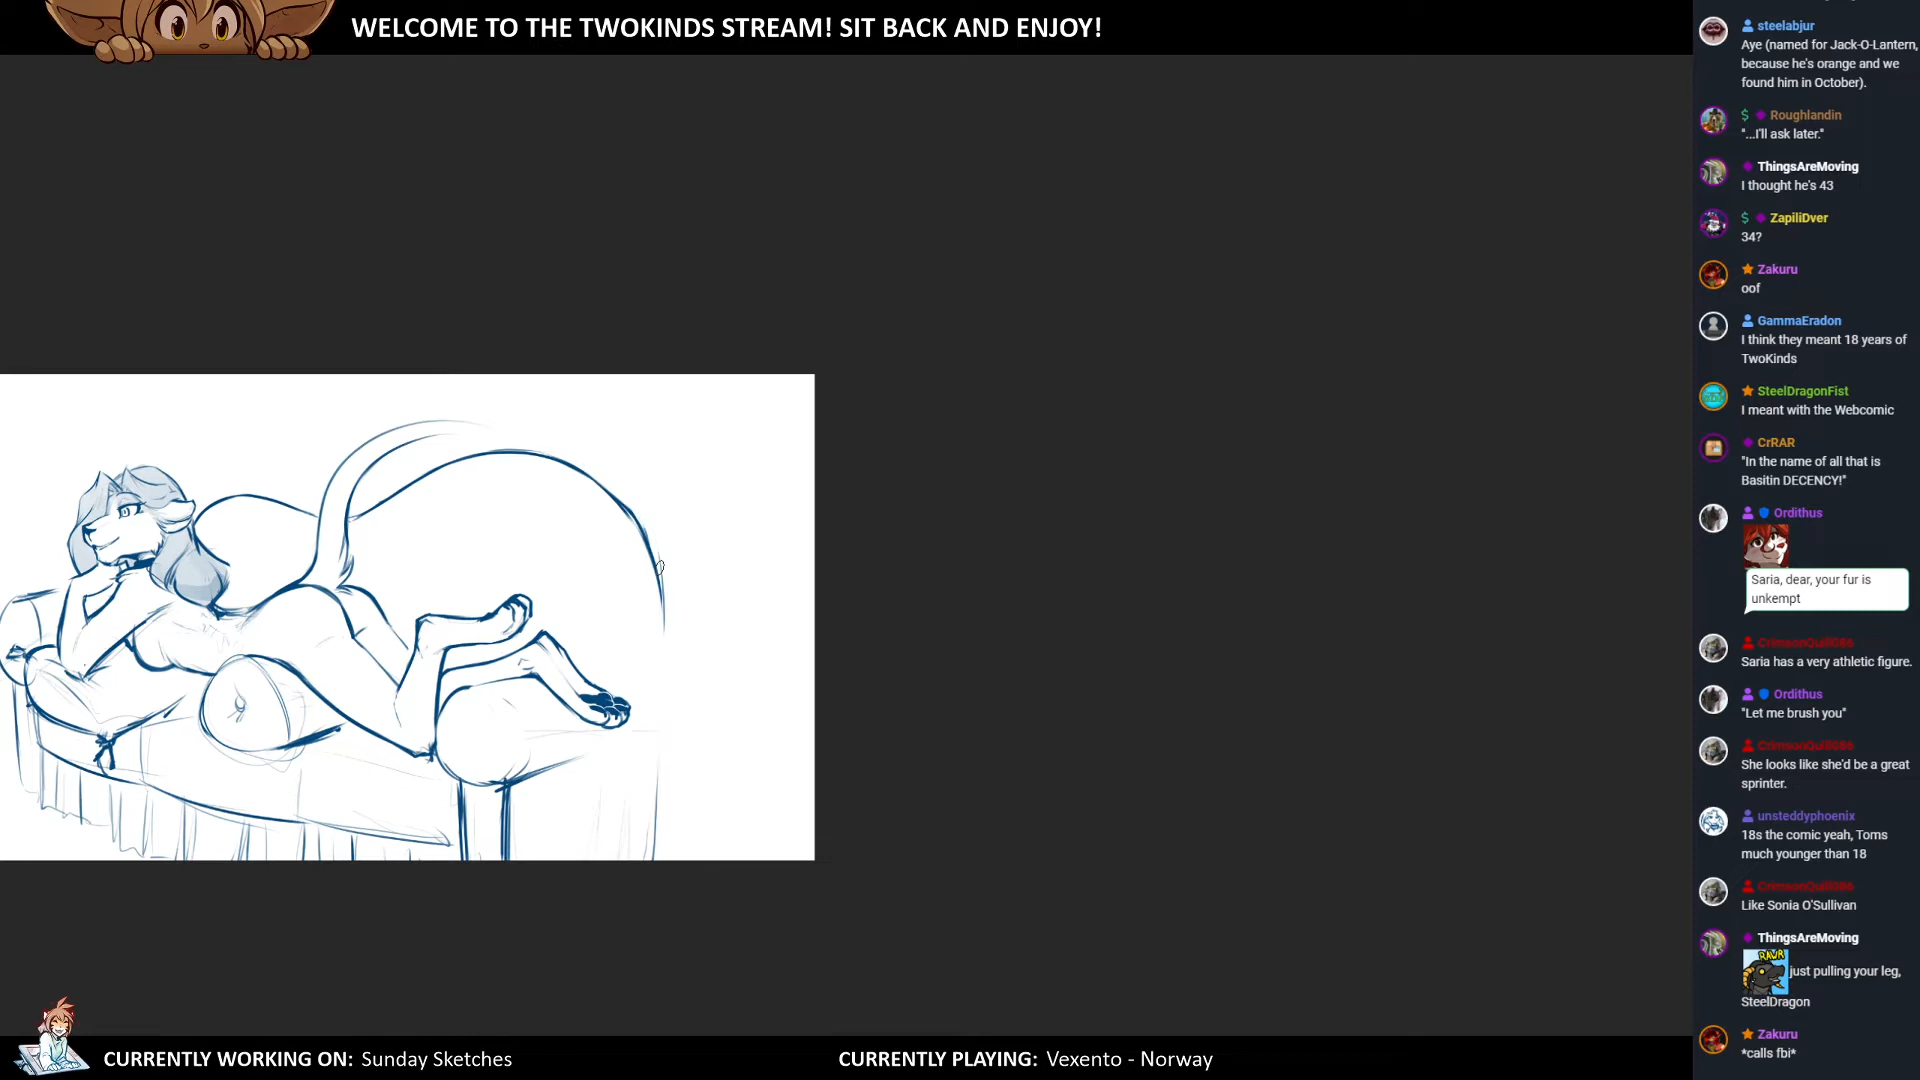 WELCOME TO THE TWOKINDS STREAM! SIT BACK AND ENJOY!
steelabjur
Aye (named for Jack-O-Lantern,
because he's orange and we
found him in October).
$ Roughlandin
"...I'll ask later."
ThingsAreMoving
I thought he's 43
$ ZapiliDver
34?
Zakuru
oof
GammaEradon
I think they meant 18 years of
TwoKinds
SteelDragonFist
I meant with the Webcomic
CrRAR
"In the name of all that is
Basitin DECENCY!"
Ordithus
Saria, dear, your fur is
unkempt
CrimsonQuill086
Saria has a very athletic figure.
Ordithus
"Let me brush you"
CrimsonQuill086
She looks like she'd be a great
sprinter.
unsteddyphoenix
18s the comic yeah, Toms
much younger than 18
CrimsonQuill086
Like Sonia O'Sullivan
ThingsAreMoving
RAWR
just pulling your leg,
SteelDragon
Zakuru
*calls fbi*
CURRENTLY WORKING ON: Sunday Sketches
CURRENTLY PLAYING: Vexento - Norway